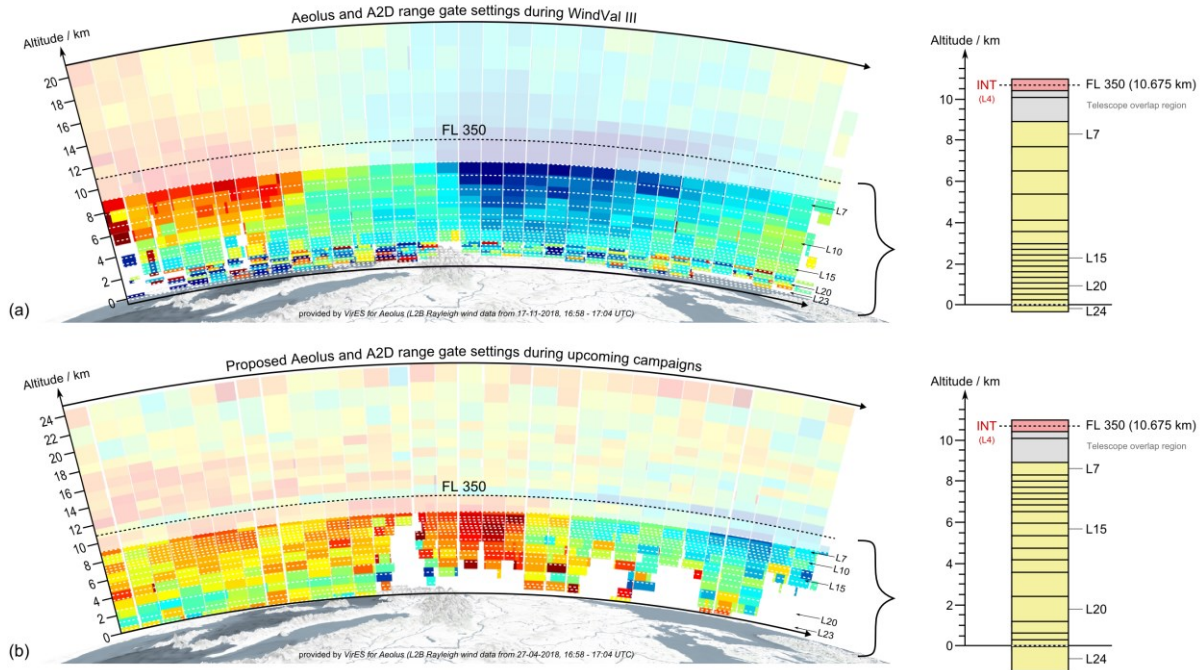 Aeolus and A2D range gate settings during WindVal III
Altitude / km
20
18
16
14
12
10
8
6
4
2
0
FL 350
L7
L10
L15
L20
L23
(a)
provided by VirES for Aeolus (L2B Rayleigh wind data from 17-11-2018, 16:58 - 17:04 UTC)
Altitude / km
INT
(L4)
FL 350 (10.675 km)
Telescope overlap region
10
8
6
4
2
0
L7
L15
L20
L24
Proposed Aeolus and A2D range gate settings during upcoming campaigns
Altitude / km
24
22
20
18
16
14
12
10
8
6
4
2
0
FL 350
L7
L10
L15
L20
L23
(b)
provided by VirES for Aeolus (L2B Rayleigh wind data from 27-04-2018, 16:58 - 17:04 UTC)
Altitude / km
INT
(L4)
FL 350 (10.675 km)
Telescope overlap region
10
8
6
4
2
0
L7
L15
L20
L24